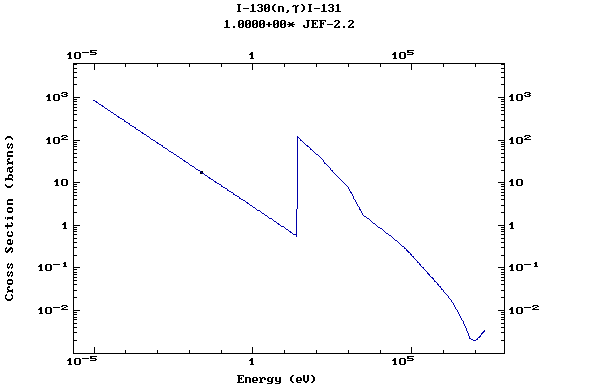 I-130(n,γ)I-131
1.0000+00* JEF-2.2
10⁻⁵ 1 10⁵
10³ 10³
10² 10²
10 10
1 1
10⁻¹ 10⁻¹
10⁻² 10⁻²
10⁻⁵ 1 10⁵
Cross Section (barns)
Energy (eV)